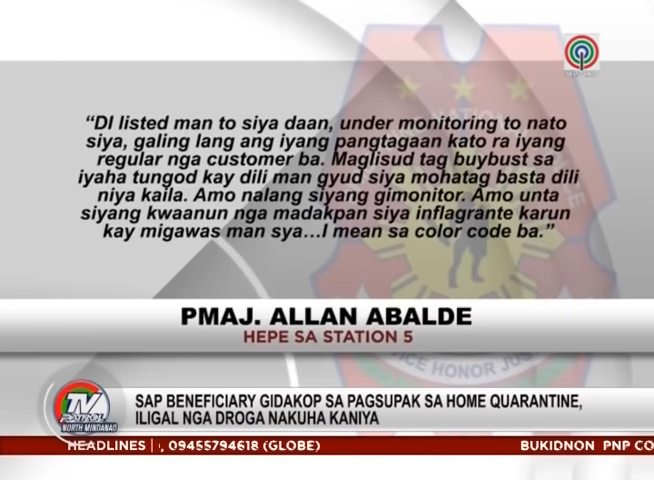 “DI listed man to siya daan, under monitoring to nato
siya, galing lang ang iyang pangtagaan kato ra iyang
regular nga customer ba. Maglisud tag buybust sa
iyaha tungod kay dili man gyud siya mohatag basta dili
niya kaila. Amo nalang siyang gimonitor. Amo unta
siyang kwaanun nga madakpan siya inflagrante karun
kay migawas man sya...I mean sa color code ba.”
PMAJ. ALLAN ABALDE
HEPE SA STATION 5
TV
PATROL
NORTH MINDANAO
SAP BENEFICIARY GIDAKOP SA PAGSUPAK SA HOME QUARANTINE,
ILIGAL NGA DROGA NAKUHA KANIYA
HEADLINES | , 09455794618 (GLOBE) BUKIDNON PNP CO